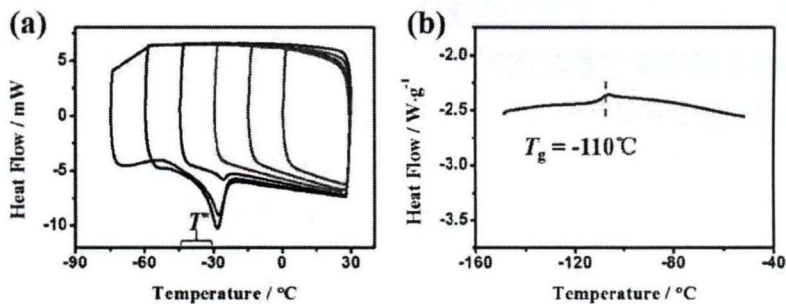 (a)
5
0
-5
-10
Heat Flow / mW
T*
-90
-60
-30
0
30
Temperature / °C
(b)
-2.0
-2.5
-3.0
-3.5
Heat Flow / W·g⁻¹
Tg = -110℃
-160
-120
-80
-40
Temperature / °C